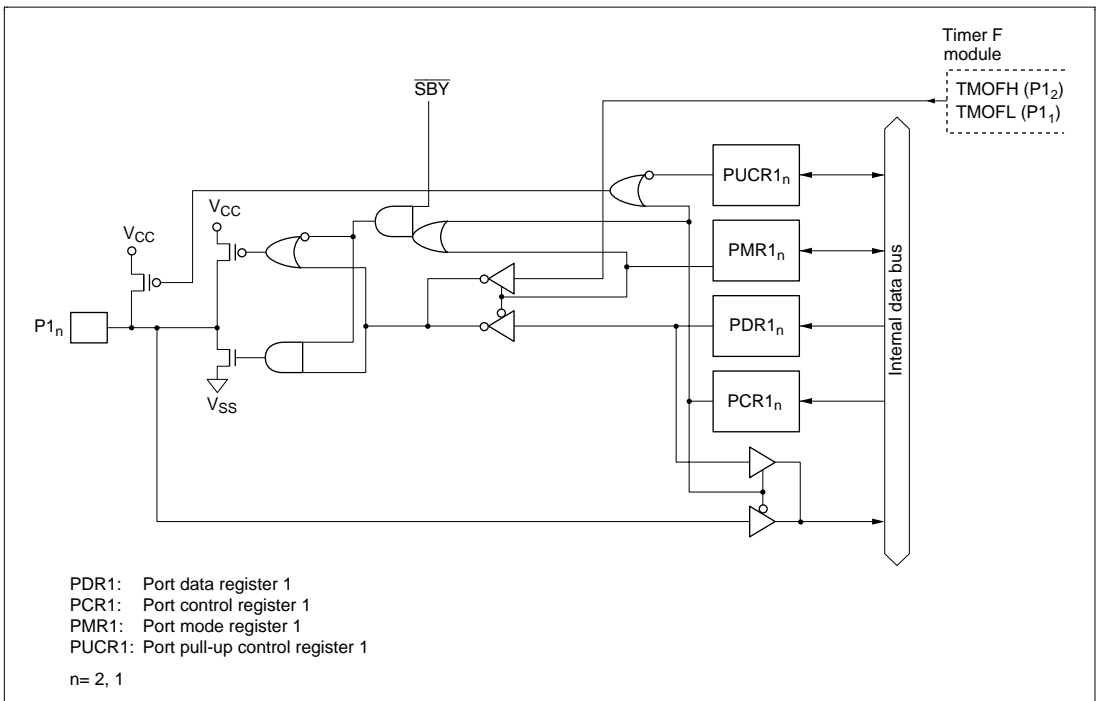 Timer F
module
TMOFH (P1₂)
TMOFL (P1₁)
SBY
PUCR1ₙ
VCC
VCC
PMR1ₙ
P1ₙ
PDR1ₙ
Internal data bus
VSS
PCR1ₙ
PDR1: Port data register 1
PCR1: Port control register 1
PMR1: Port mode register 1
PUCR1: Port pull-up control register 1
n= 2, 1